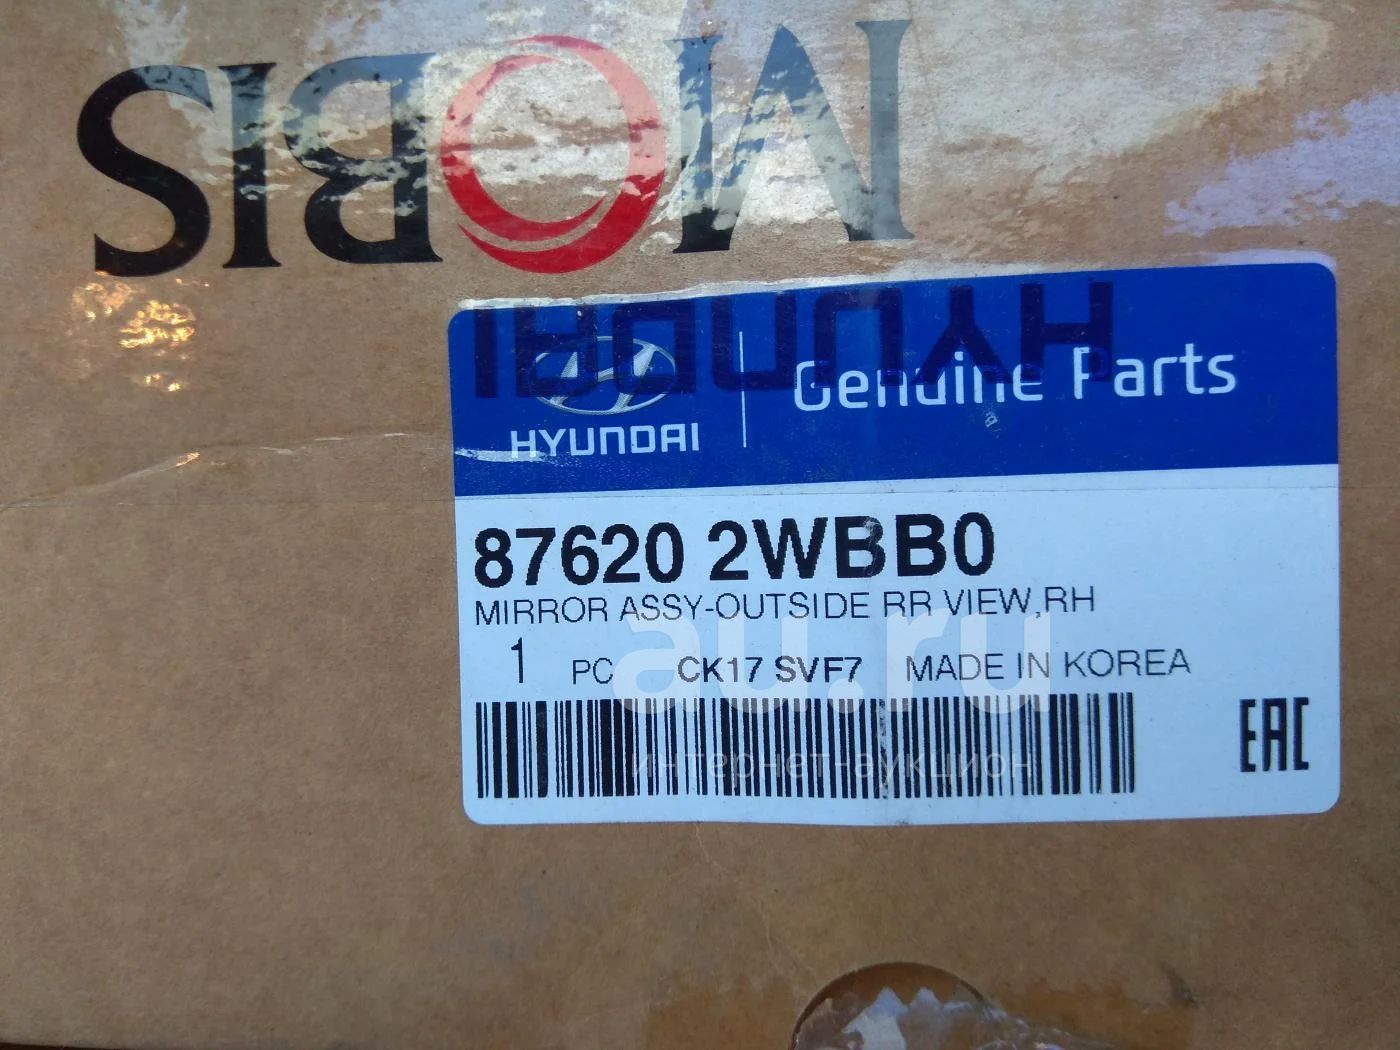 MOBIS
HYUNDAI
HYUNDAI
Genuine Parts
87620 2WBB0
MIRROR ASSY-OUTSIDE RR VIEW,RH
1 PC CK17 SVF7 MADE IN KOREA
au.ru
интернет-аукцион
EAC